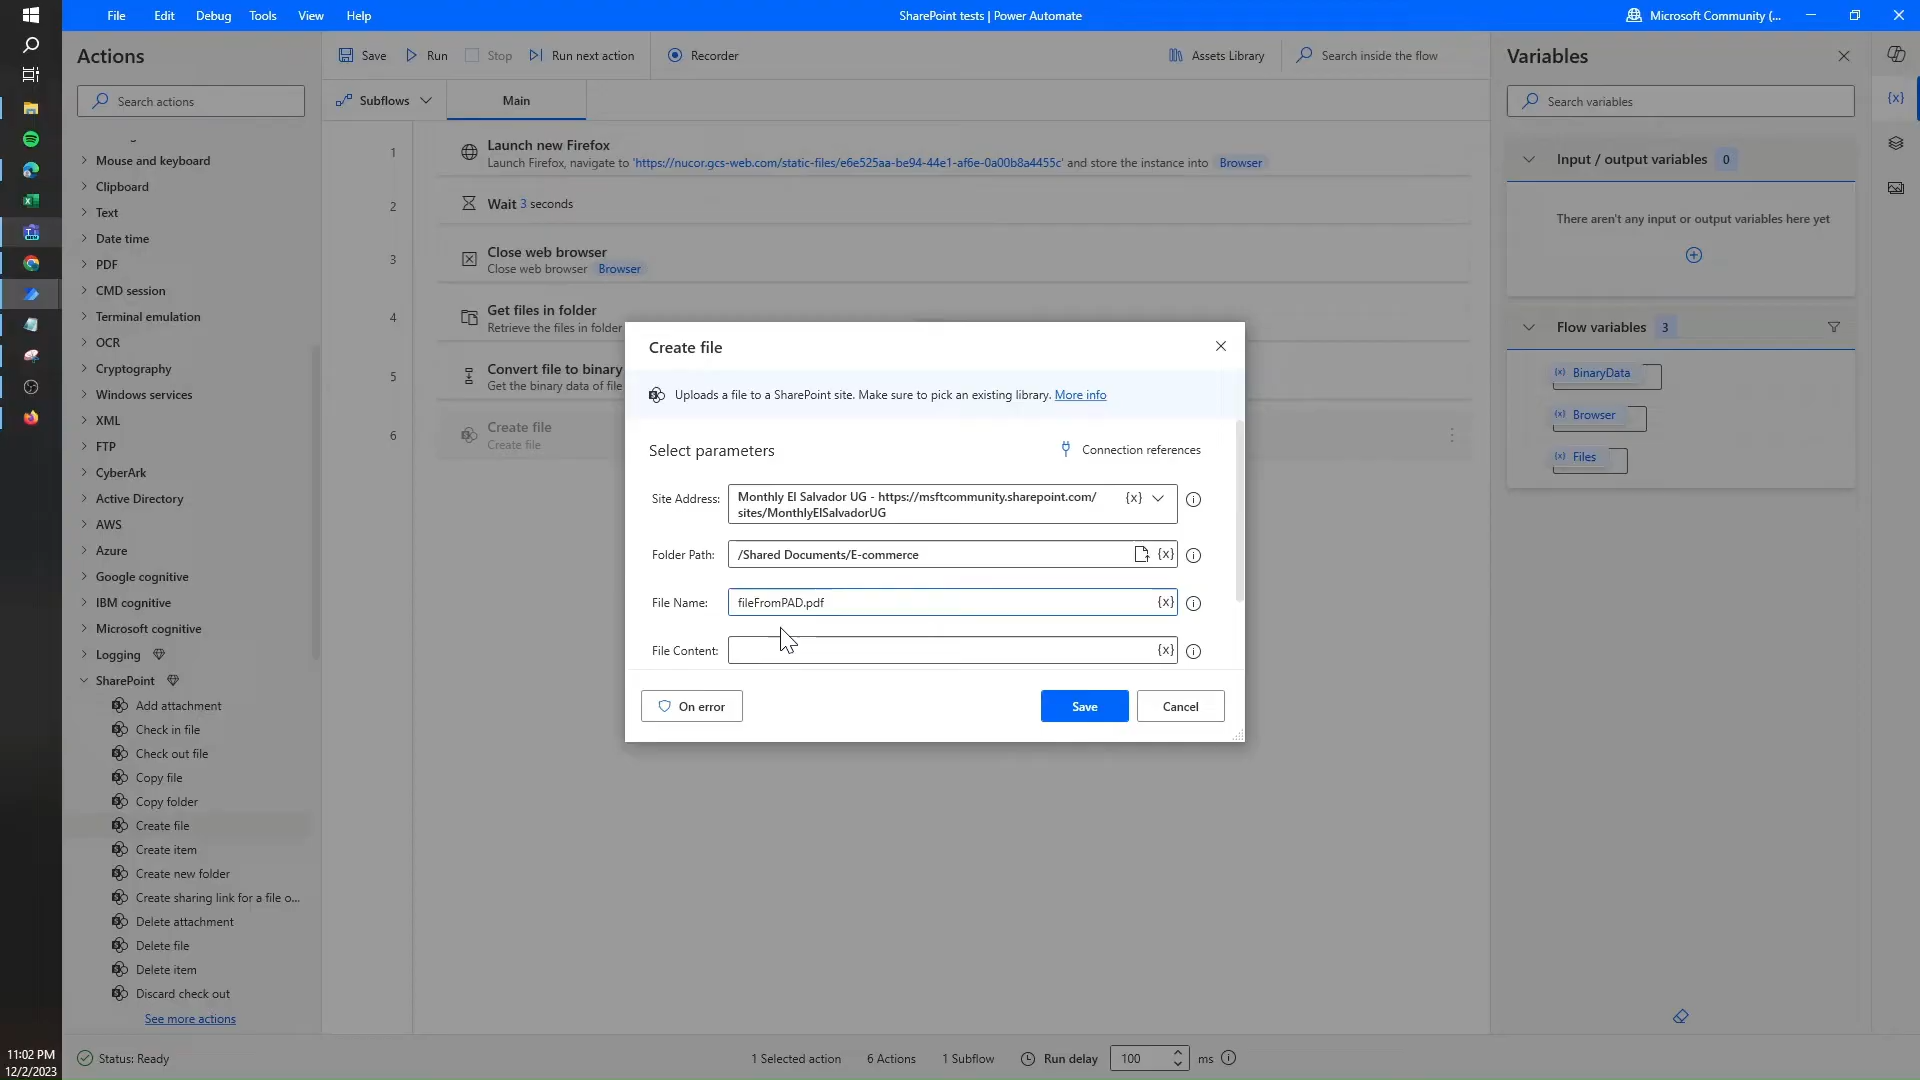 File Edit Debug Tools View Help
SharePoint tests | Power Automate
Microsoft Community (...
Actions
Search actions
Mouse and keyboard
Clipboard
Text
Date time
PDF
CMD session
Terminal emulation
OCR
Cryptography
Windows services
XML
FTP
CyberArk
Active Directory
AWS
Azure
Google cognitive
IBM cognitive
Microsoft cognitive
Logging
SharePoint
Add attachment
Check in file
Check out file
Copy file
Copy folder
Create file
Create item
Create new folder
Create sharing link for a file o...
Delete attachment
Delete file
Delete item
Discard check out
See more actions
Save Run Stop Run next action Recorder
Assets Library Search inside the flow
Subflows Main
1 Launch new Firefox
Launch Firefox, navigate to 'https://nucor.gcs-web.com/static-files/e6e525aa-be94-44e1-af6e-0a00b8a4455c' and store the instance into Browser
2 Wait 3 seconds
3 Close web browser
Close web browser Browser
4 Get files in folder
Retrieve the files in folder
5 Convert file to binary
Get the binary data of file
6 Create file
Create file
Create file
Uploads a file to a SharePoint site. Make sure to pick an existing library. More info
Select parameters Connection references
Site Address: Monthly El Salvador UG - https://msftcommunity.sharepoint.com/
sites/MonthlyElSalvadorUG
{x}
Folder Path: /Shared Documents/E-commerce {x}
File Name: fileFromPAD.pdf {x}
File Content: {x}
On error Save Cancel
Variables
Search variables
Input / output variables 0
There aren't any input or output variables here yet
Flow variables 3
(x) BinaryData
(x) Browser
(x) Files
{x}
Status: Ready
1 Selected action 6 Actions 1 Subflow Run delay 100 ms
11:02 PM
12/2/2023